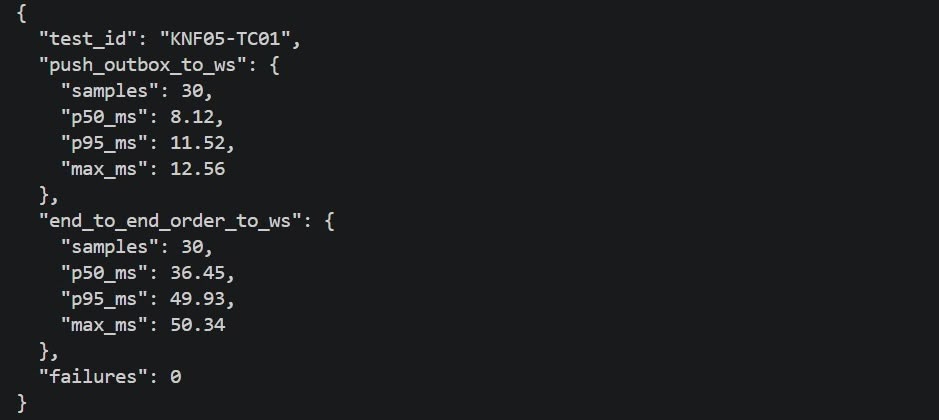 {
  "test_id": "KNF05-TC01",
  "push_outbox_to_ws": {
    "samples": 30,
    "p50_ms": 8.12,
    "p95_ms": 11.52,
    "max_ms": 12.56
  },
  "end_to_end_order_to_ws": {
    "samples": 30,
    "p50_ms": 36.45,
    "p95_ms": 49.93,
    "max_ms": 50.34
  },
  "failures": 0
}